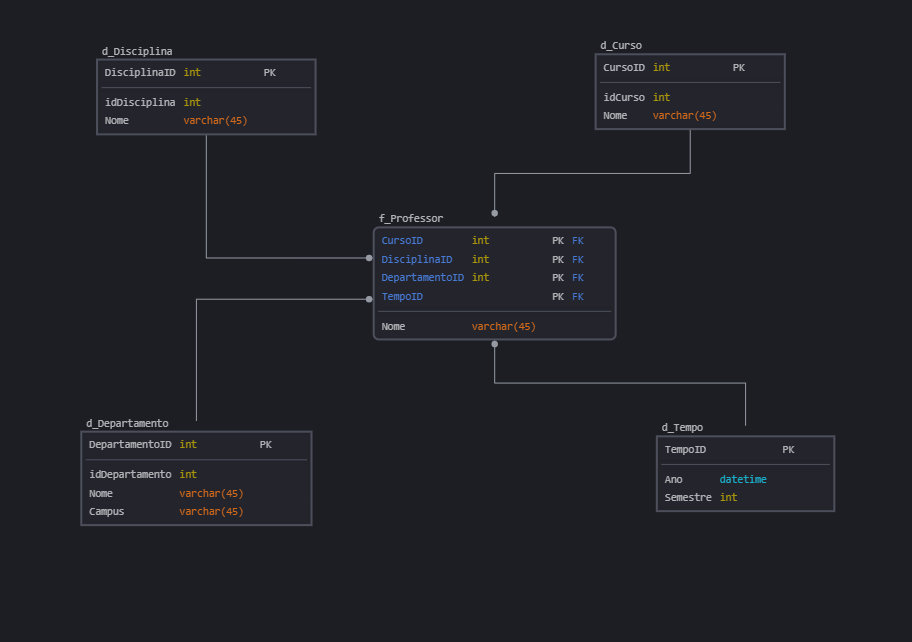 d_Disciplina
DisciplinaID int PK
idDisciplina int
Nome varchar(45)
d_Curso
CursoID int PK
idCurso int
Nome varchar(45)
f_Professor
CursoID int PK FK
DisciplinaID int PK FK
DepartamentoID int PK FK
TempoID PK FK
Nome varchar(45)
d_Departamento
DepartamentoID int PK
idDepartamento int
Nome varchar(45)
Campus varchar(45)
d_Tempo
TempoID PK
Ano datetime
Semestre int